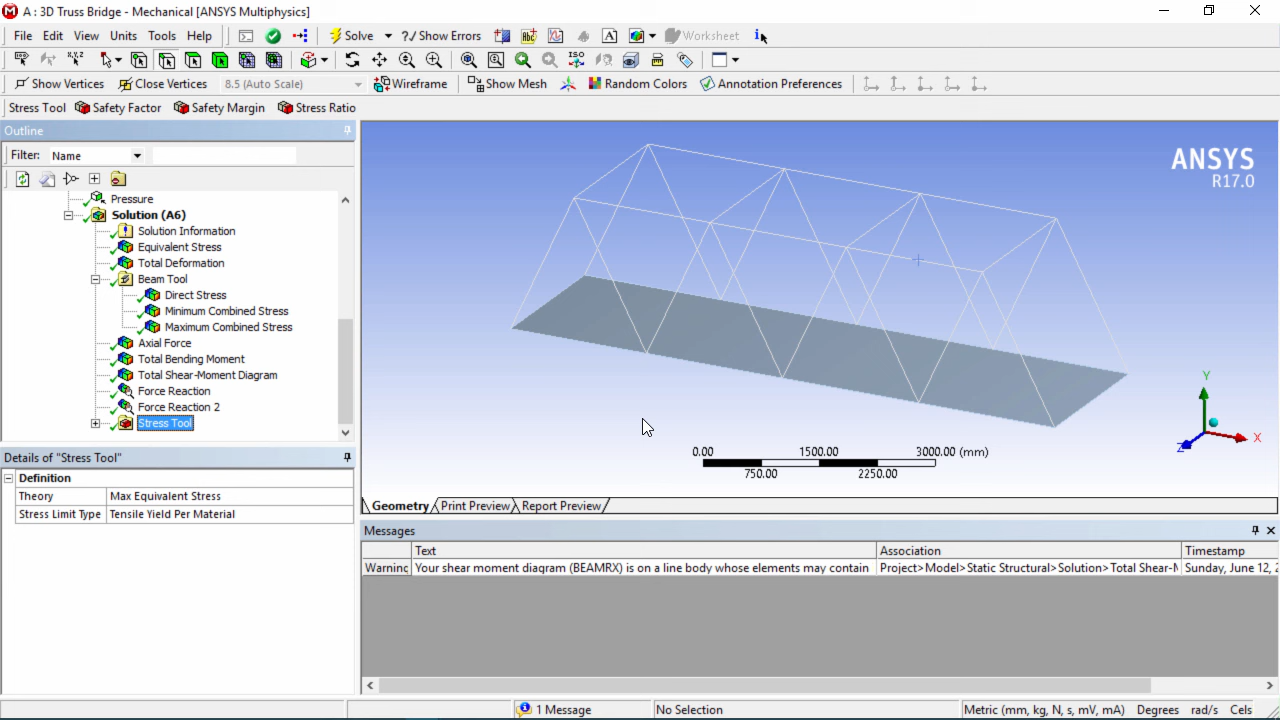 A : 3D Truss Bridge - Mechanical [ANSYS Multiphysics]
File Edit View Units Tools Help Solve ?/ Show Errors Worksheet
Show Vertices Close Vertices 8.5 (Auto Scale) Wireframe Show Mesh Random Colors Annotation Preferences
Stress Tool Safety Factor Safety Margin Stress Ratio
Outline
Filter: Name
Pressure
Solution (A6)
Solution Information
Equivalent Stress
Total Deformation
Beam Tool
Direct Stress
Minimum Combined Stress
Maximum Combined Stress
Axial Force
Total Bending Moment
Total Shear-Moment Diagram
Force Reaction
Force Reaction 2
Stress Tool
Details of "Stress Tool"
Definition
Theory Max Equivalent Stress
Stress Limit Type Tensile Yield Per Material
ANSYS
R17.0
Y
X
Z
0.00 1500.00 3000.00 (mm)
750.00 2250.00
Geometry Print Preview Report Preview
Messages
Text Association Timestamp
Warninc Your shear moment diagram (BEAMRX) is on a line body whose elements may contain Project>Model>Static Structural>Solution>Total Shear-M Sunday, June 12, 2
1 Message No Selection Metric (mm, kg, N, s, mV, mA) Degrees rad/s Cels